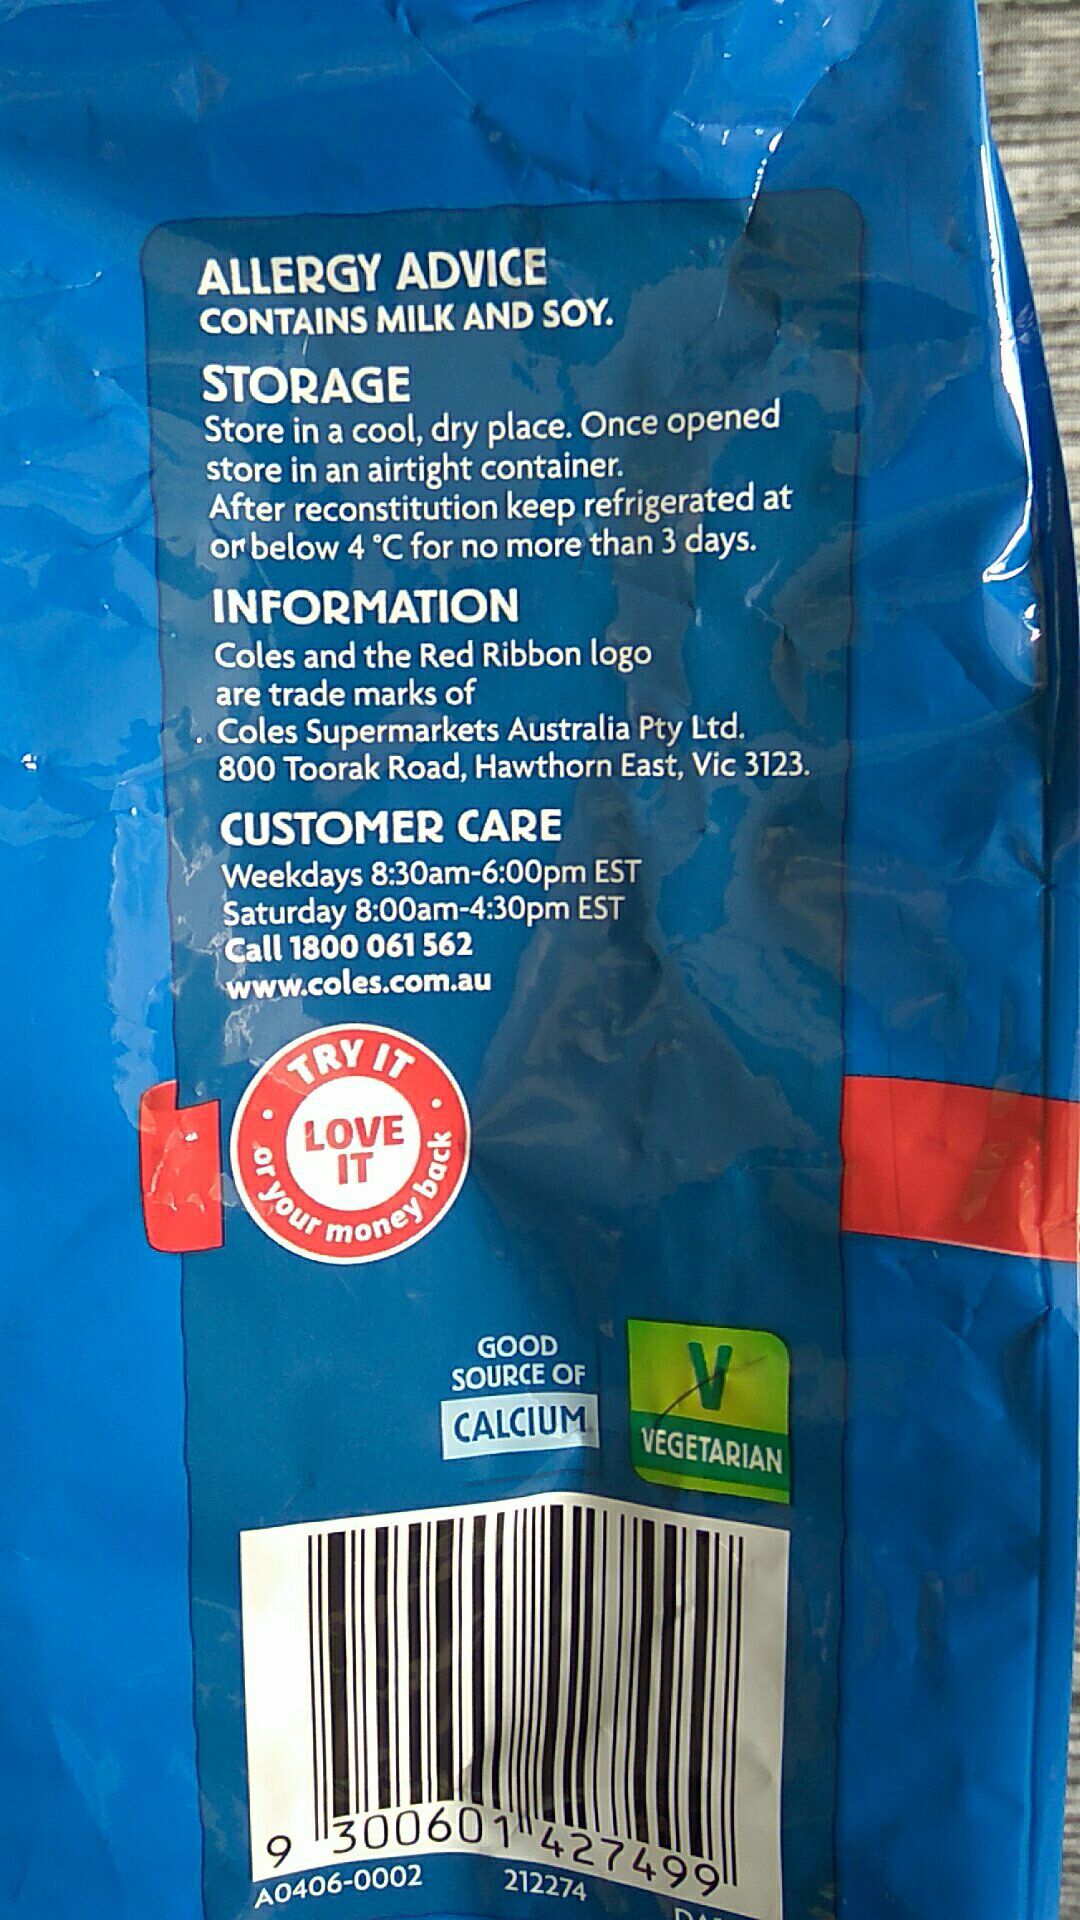 ALLERGY ADVICE
CONTAINS MILK AND SOY.
STORAGE
Store in a cool, dry place. Once opened
store in an airtight container.
After reconstitution keep refrigerated at
or below 4 °C for no more than 3 days.
INFORMATION
Coles and the Red Ribbon logo
are trade marks of
Coles Supermarkets Australia Pty Ltd.
800 Toorak Road, Hawthorn East, Vic 3123.
CUSTOMER CARE
Weekdays 8:30am-6:00pm EST
Saturday 8:00am-4:30pm EST
Call 1800 061 562
www.coles.com.au
TRY IT
LOVE
IT
or your money back
GOOD
SOURCE OF
CALCIUM
V
VEGETARIAN
9 300601 427499
A0406-0002 212274